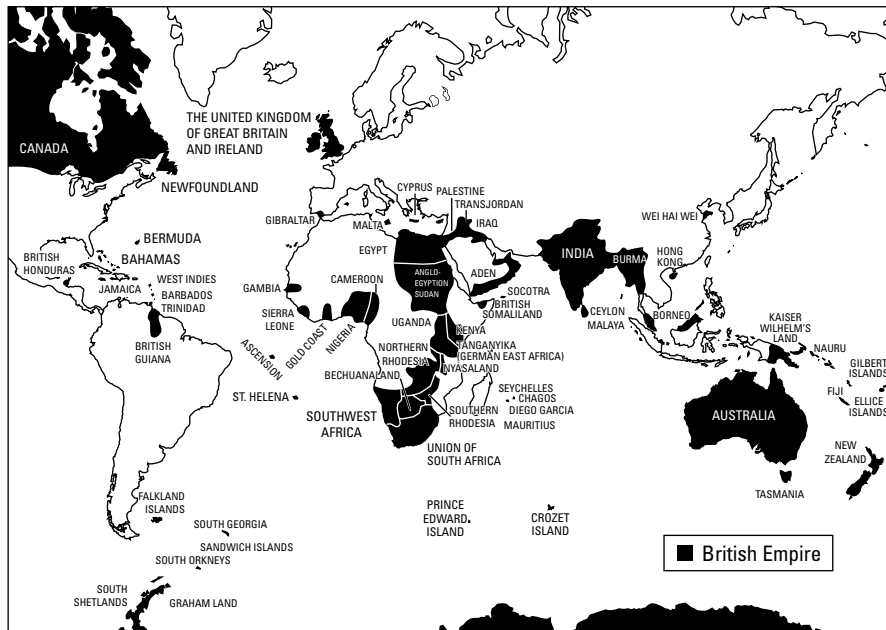 THE UNITED KINGDOM
OF GREAT BRITAIN
AND IRELAND
CANADA
NEWFOUNDLAND
CYPRUS
PALESTINE
TRANSJORDAN
GIBRALTAR
MALTA
IRAQ
WEI HAI WEI
BERMUDA
EGYPT
INDIA
BURMA
HONG
KONG
BRITISH
HONDURAS
BAHAMAS
JAMAICA
WEST INDIES
BARBADOS
TRINIDAD
GAMBIA
CAMEROON
ANGLO-
EGYPTION
SUDAN
ADEN
SOCOTRA
BRITISH
SOMALILAND
SIERRA
LEONE
GOLD COAST
NIGERIA
UGANDA
KENYA
CEYLON
MALAYA
BORNEO
KAISER
WILHELM'S
LAND
NAURU
BRITISH
GUIANA
ASCENSION
NORTHERN
RHODESIA
TANGANYIKA
(GERMAN EAST AFRICA)
NYASALAND
BECHUANALAND
GILBERT
ISLANDS
SEYCHELLES
CHAGOS
DIEGO GARCIA
MAURITIUS
FIJI
ELLICE
ISLANDS
ST. HELENA
SOUTHWEST
AFRICA
SOUTHERN
RHODESIA
AUSTRALIA
UNION OF
SOUTH AFRICA
NEW
ZEALAND
TASMANIA
FALKLAND
ISLANDS
PRINCE
EDWARD
ISLAND
CROZET
ISLAND
SOUTH GEORGIA
SANDWICH ISLANDS
SOUTH ORKNEYS
SOUTH
SHETLANDS
GRAHAM LAND
British Empire